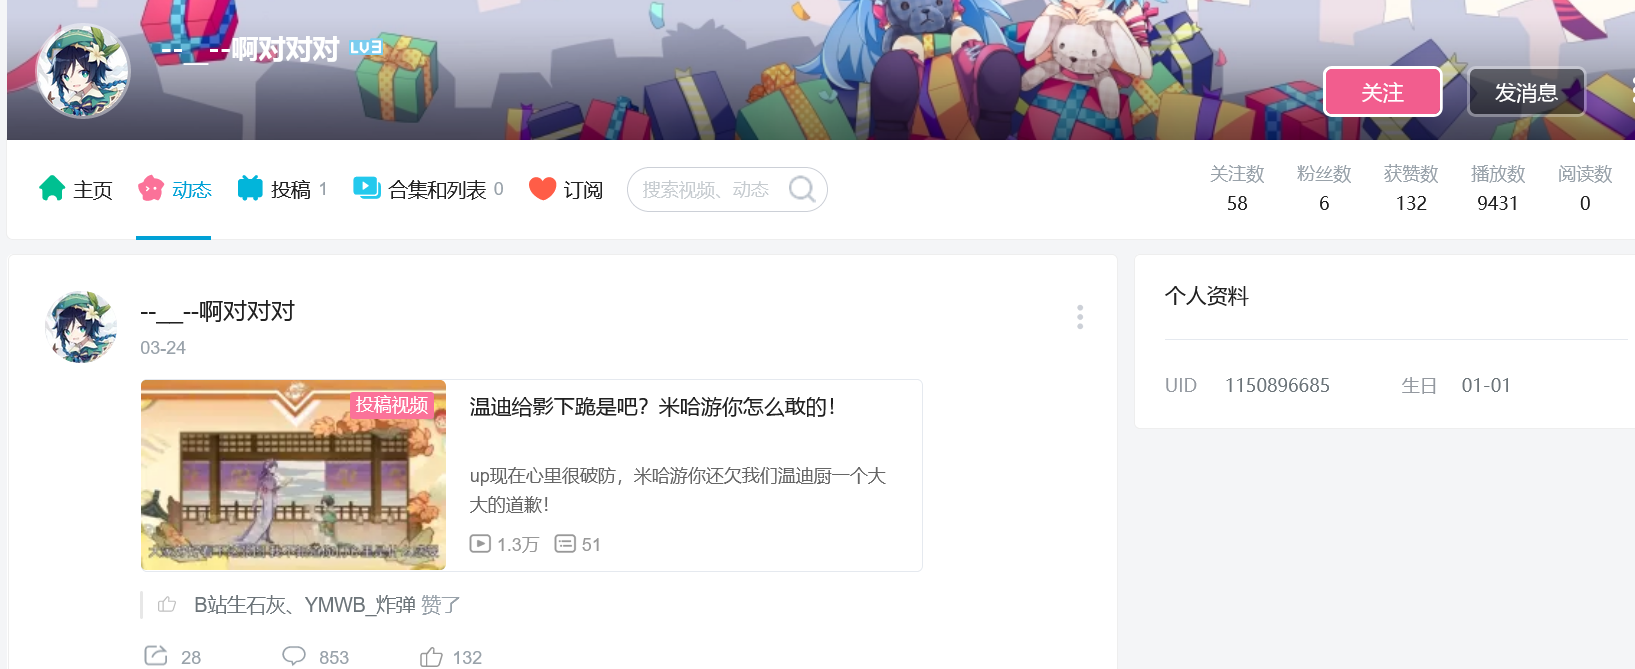 --__--啊对对对 LV3
关注 发消息
主页 动态 投稿 1 合集和列表 0 订阅 搜索视频、动态
关注数 粉丝数 获赞数 播放数 阅读数
58 6 132 9431 0
--__--啊对对对
03-24
投稿视频
温迪给影下跪是吧？米哈游你怎么敢的！
up现在心里很破防，米哈游你还欠我们温迪厨一个大
大的道歉！
1.3万 51
B站生石灰、YMWB_炸弹 赞了
28 853 132
个人资料
UID 1150896685 生日 01-01